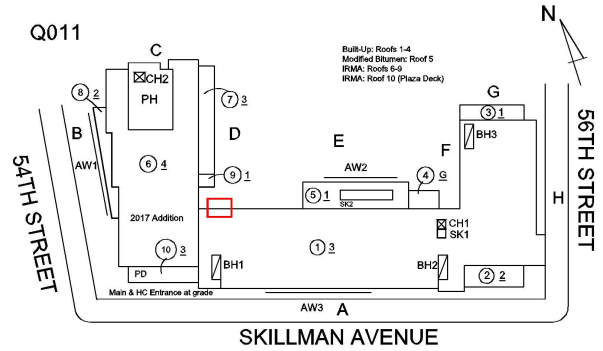 Q011
N
Built-Up: Roofs 1-4
Modified Bitumen: Roof 5
IRMA: Roofs 6-9
IRMA: Roof 10 (Plaza Deck)
C
CH2
PH
7 3
8 2
B
D
AW1
6 4
9 1
E
AW2
F
G
3 1
BH3
4 G
5 1
SK2
H
54TH STREET
56TH STREET
2017 Addition
CH1
SK1
1 3
10 3
PD
BH1
BH2
2 2
Main & HC Entrance at grade
AW3
A
SKILLMAN AVENUE